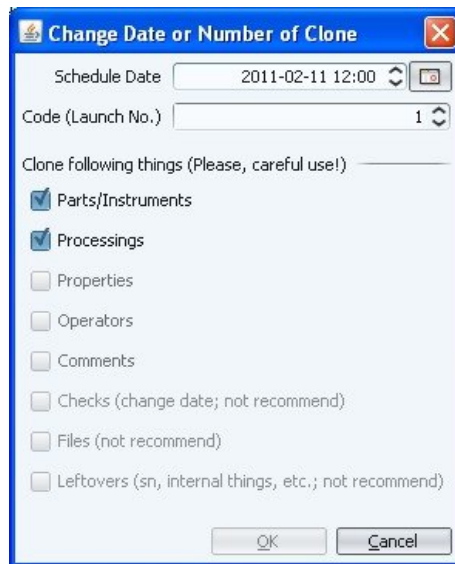 Change Date or Number of Clone
Schedule Date 2011-02-11 12:00
Code (Launch No.) 1
Clone following things (Please, careful use!)
Parts/Instruments
Processings
Properties
Operators
Comments
Checks (change date; not recommend)
Files (not recommend)
Leftovers (sn, internal things, etc.; not recommend)
OK Cancel